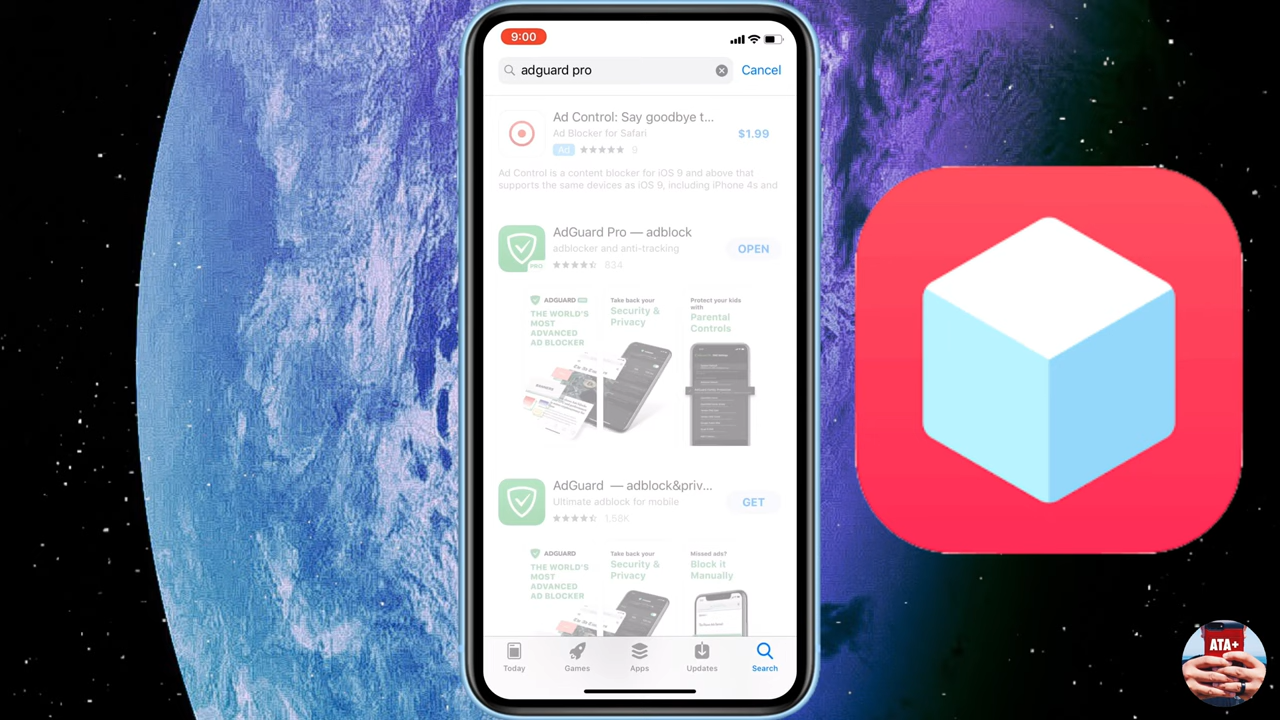 9:00
adguard pro
Cancel
Ad Control: Say goodbye t...
Ad Blocker for Safari
$1.99
Ad
9
Ad Control is a content blocker for iOS 9 and above that
supports the same devices as iOS 9, including iPhone 4s and
AdGuard Pro — adblock
adblocker and anti-tracking
OPEN
834
PRO
ADGUARD
THE WORLD'S
MOST
ADVANCED
AD BLOCKER
Take back your
Security &
Privacy
Protect your kids
with
Parental
Controls
AdGuard — adblock&priv...
Ultimate adblock for mobile
GET
1.58K
ADGUARD
THE WORLD'S
MOST
ADVANCED
AD BLOCKER
Take back your
Security &
Privacy
Missed ads?
Block it
Manually
Today
Games
Apps
Updates
Search
ATA+